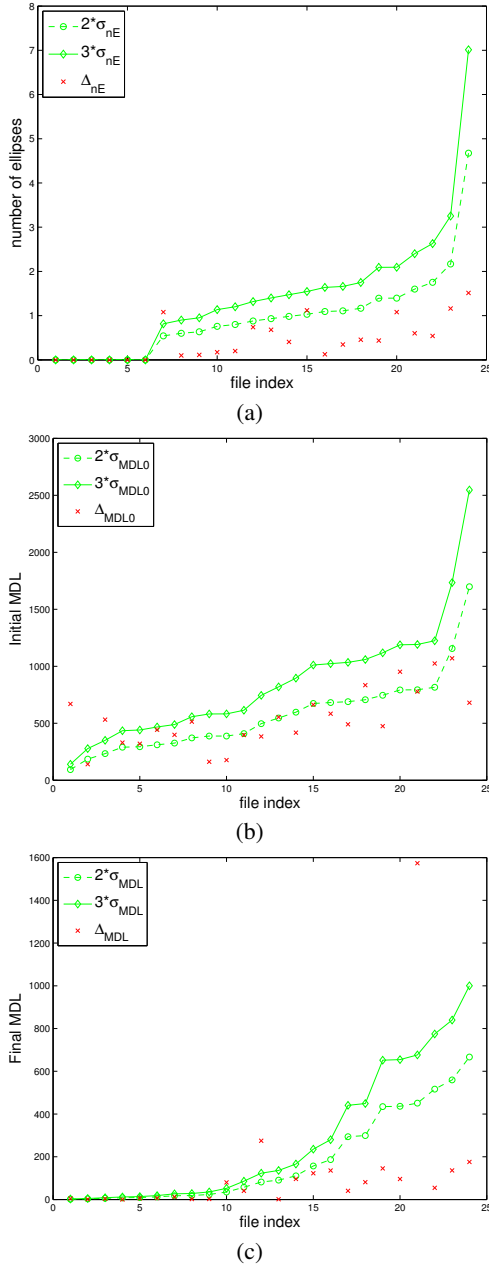 8
7
6
5
4
3
2
1
0
number of ellipses
2*σnE
3*σnE
ΔnE
0 5 10 15 20 25
file index
(a)
3000
2500
2000
1500
1000
500
0
Initial MDL
2*σMDL0
3*σMDL0
ΔMDL0
0 5 10 15 20 25
file index
(b)
1600
1400
1200
1000
800
600
400
200
0
Final MDL
2*σMDL
3*σMDL
ΔMDL
0 5 10 15 20 25
file index
(c)